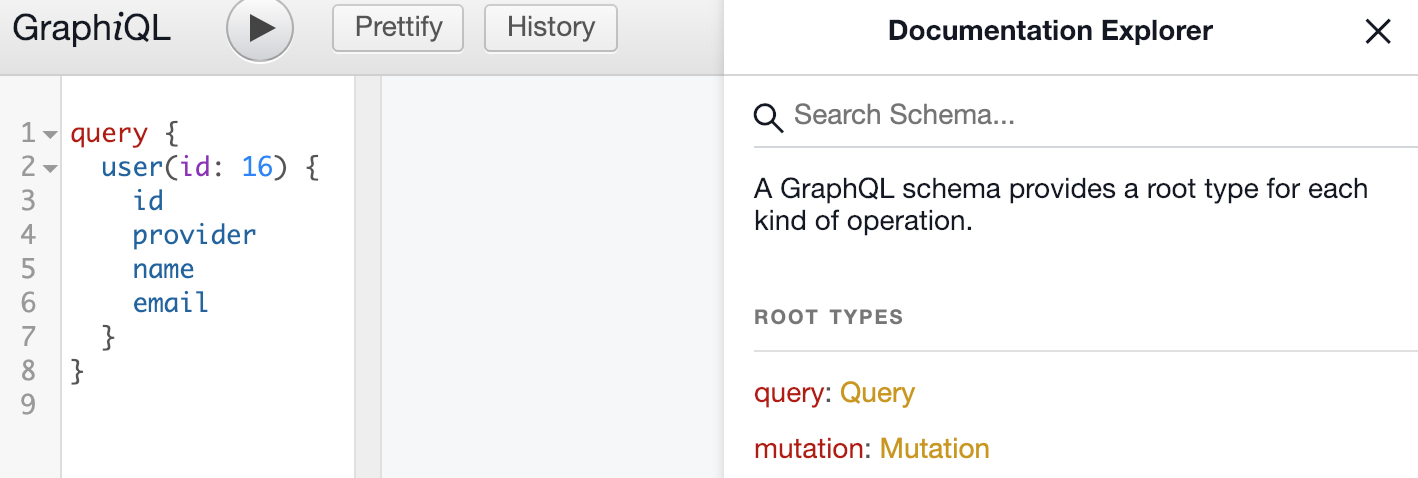 GraphiQL
Prettify
History
1 query {
2   user(id: 16) {
3     id
4     provider
5     name
6     email
7   }
8 }
9
Documentation Explorer
Search Schema...
A GraphQL schema provides a root type for each
kind of operation.
ROOT TYPES
query: Query
mutation: Mutation